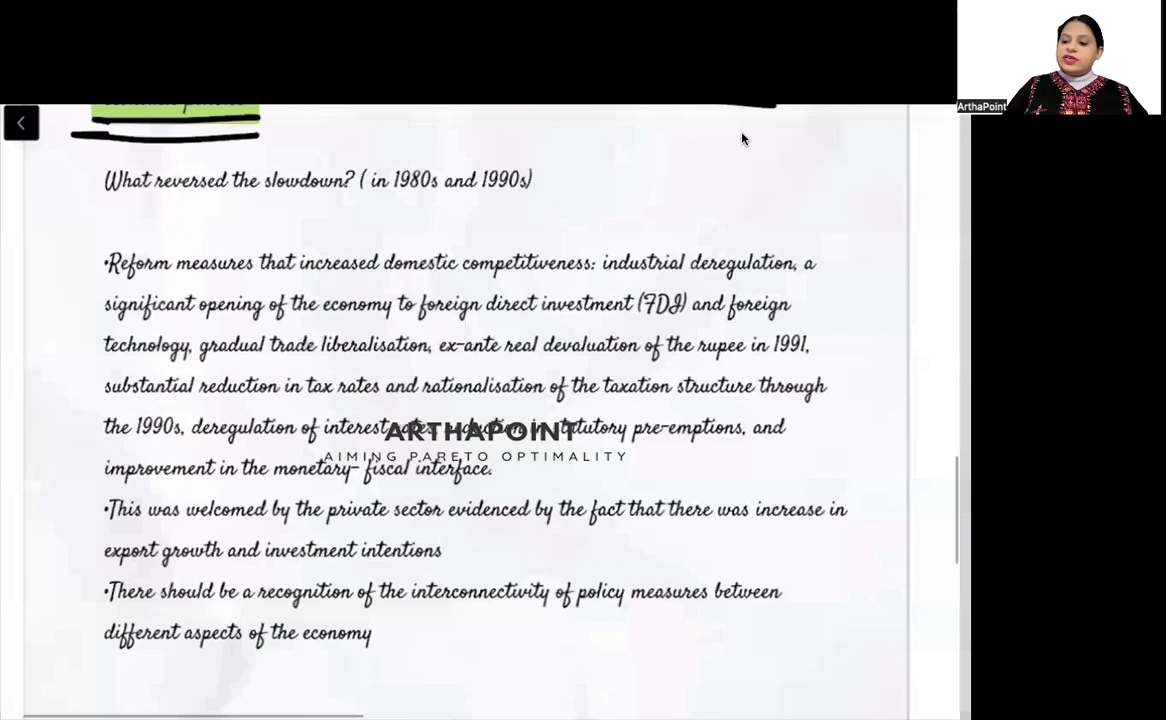 ArthaPoint
What reversed the slowdown? ( in 1980s and 1990s)
•Reform measures that increased domestic competitiveness: industrial deregulation, a
significant opening of the economy to foreign direct investment (FDI) and foreign
technology, gradual trade liberalisation, ex-ante real devaluation of the rupee in 1991,
substantial reduction in tax rates and rationalisation of the taxation structure through
the 1990s, deregulation of interest rates, reduction in statutory pre-emptions, and
ARTHAPOINT
AIMING PARETO OPTIMALITY
improvement in the monetary- fiscal interface.
•This was welcomed by the private sector evidenced by the fact that there was increase in
export growth and investment intentions
•There should be a recognition of the interconnectivity of policy measures between
different aspects of the economy